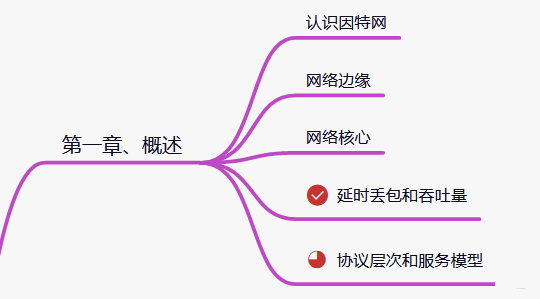 认识因特网
网络边缘
网络核心
第一章、概述
延时丢包和吞吐量
协议层次和服务模型